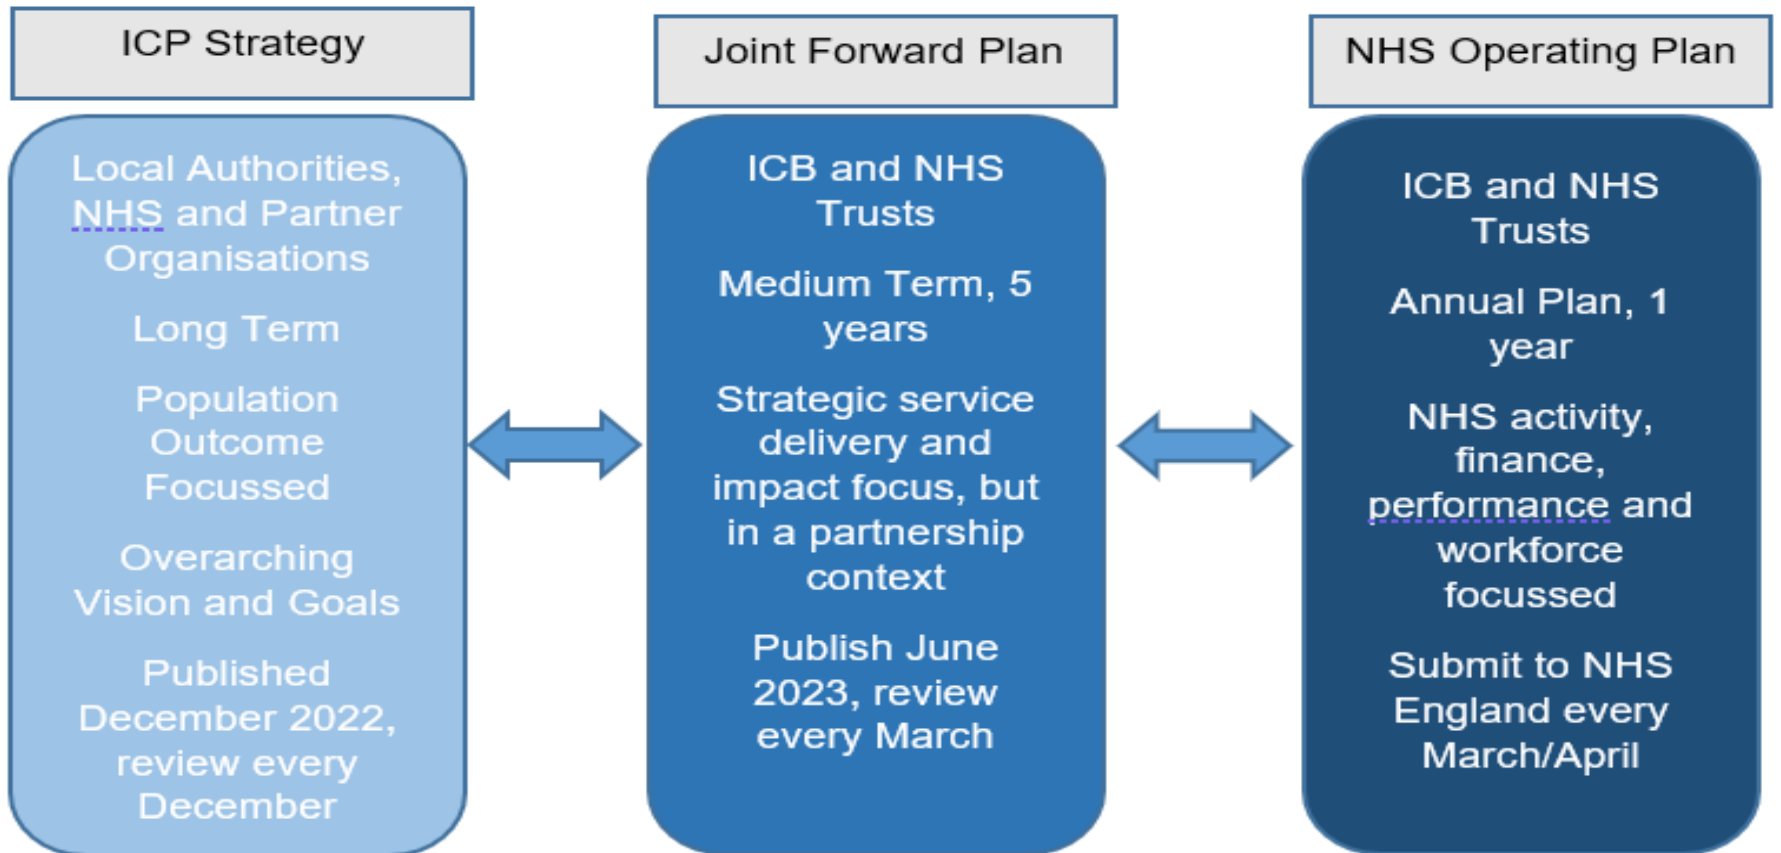 ICP Strategy
Local Authorities,
NHS and Partner
Organisations
Long Term
Population
Outcome
Focussed
Overarching
Vision and Goals
Published
December 2022,
review every
December
Joint Forward Plan
ICB and NHS
Trusts
Medium Term, 5
years
Strategic service
delivery and
impact focus, but
in a partnership
context
Publish June
2023, review
every March
NHS Operating Plan
ICB and NHS
Trusts
Annual Plan, 1
year
NHS activity,
finance,
performance and
workforce
focussed
Submit to NHS
England every
March/April